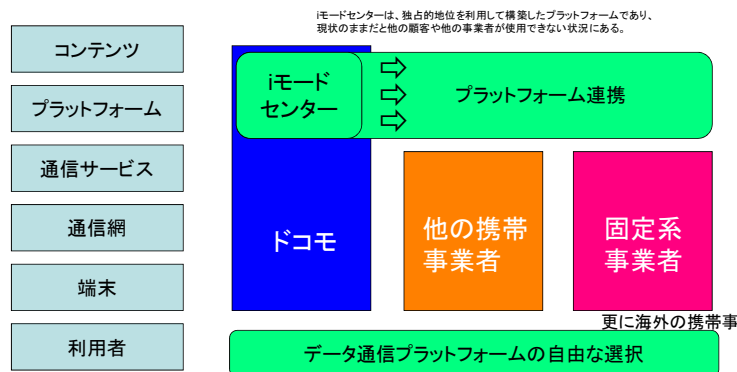 iモードセンターは、独占的地位を利用して構築したプラットフォームであり、
現状のままだと他の顧客や他の事業者が使用できない状況にある。
コンテンツ
プラットフォーム
通信サービス
通信網
端末
利用者
iモード
センター
プラットフォーム連携
ドコモ
他の携帯
事業者
固定系
事業者
更に海外の携帯事
データ通信プラットフォームの自由な選択